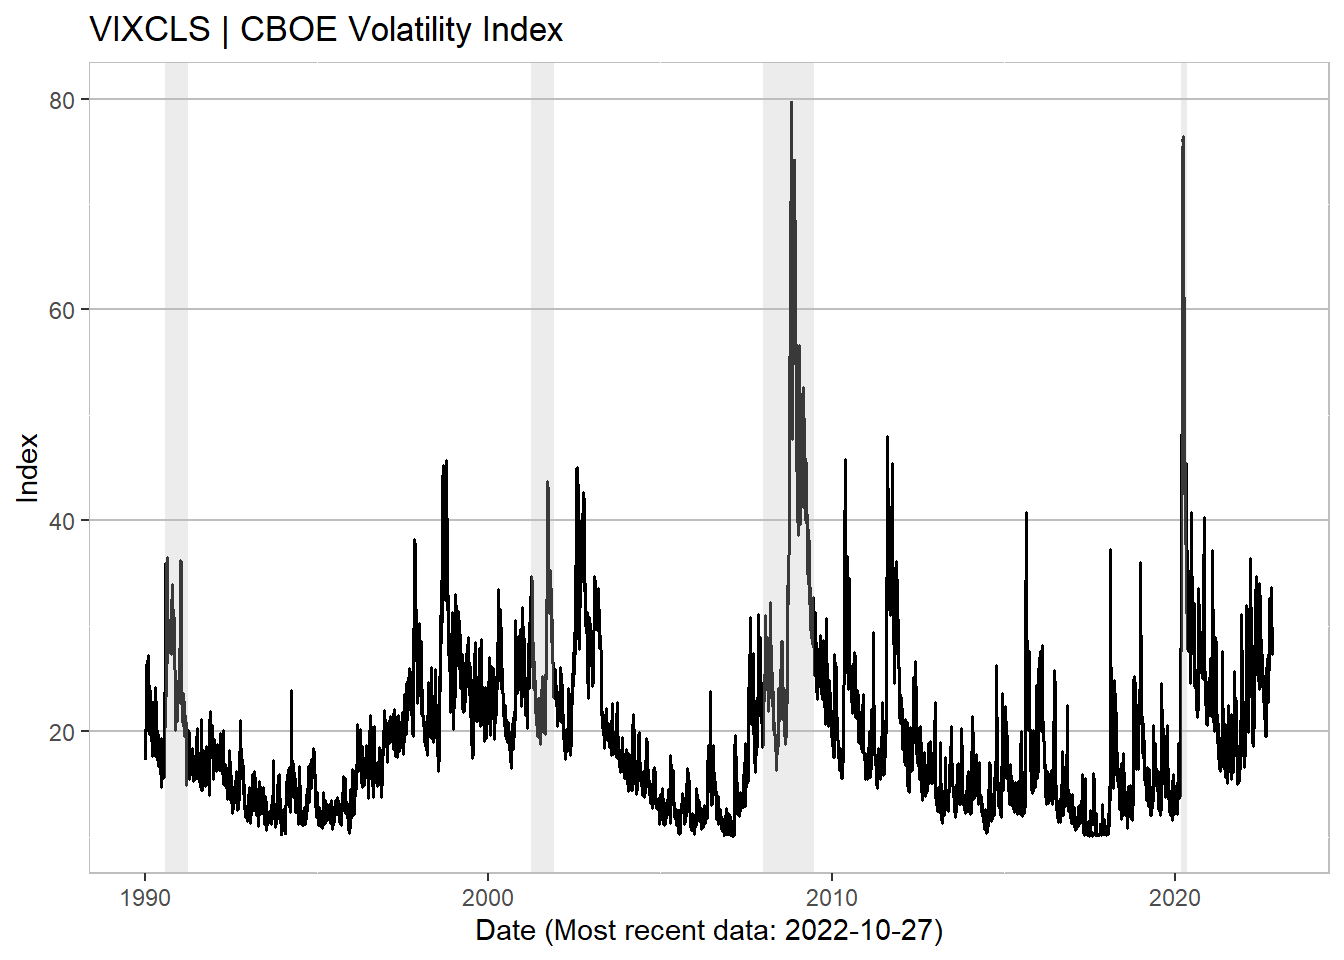 VIXCLS | CBOE Volatility Index
80
60
40
20
Index
1990
2000
2010
2020
Date (Most recent data: 2022-10-27)